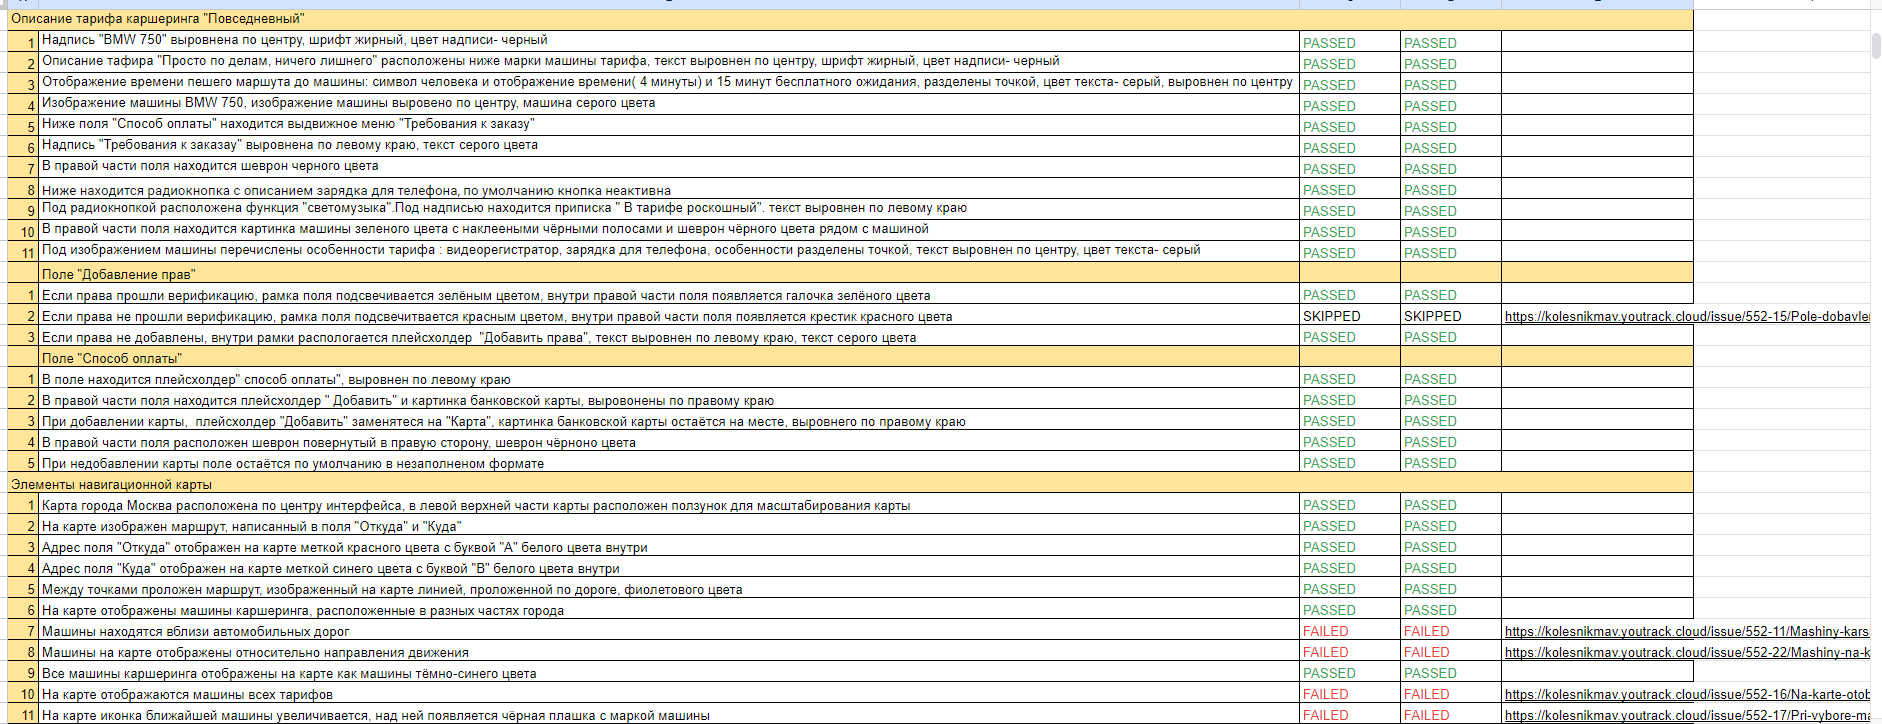 Описание тарифа каршеринга "Повседневный"
1 Надпись "BMW 750" выровнена по центру, шрифт жирный, цвет надписи- черный PASSED PASSED
2 Описание тафира "Просто по делам, ничего лишнего" расположены ниже марки машины тарифа, текст выровнен по центру, шрифт жирный, цвет надписи- черный PASSED PASSED
3 Отображение времени пешего маршута до машины: символ человека и отображение времени( 4 минуты) и 15 минут бесплатного ожидания, разделены точкой, цвет текста- серый, выровнен по центру PASSED PASSED
4 Изображение машины BMW 750, изображение машины выровено по центру, машина серого цвета PASSED PASSED
5 Ниже поля "Способ оплаты" находится выдвижное меню "Требования к заказу" PASSED PASSED
6 Надпись "Требования к заказау" выровнена по левому краю, текст серого цвета PASSED PASSED
7 В правой части поля находится шеврон черного цвета PASSED PASSED
8 Ниже находится радиокнопка с описанием зарядка для телефона, по умолчанию кнопка неактивна PASSED PASSED
9 Под радиокнопкой расположена функция "светомузыка".Под надписью находится приписка " В тарифе роскошный". текст выровнен по левому краю PASSED PASSED
10 В правой части поля находится картинка машины зеленого цвета с наклееными чёрными полосами и шеврон чёрного цвета рядом с машиной PASSED PASSED
11 Под изображением машины перечислены особенности тарифа : видеорегистратор, зарядка для телефона, особенности разделены точкой, текст выровнен по центру, цвет текста- серый PASSED PASSED
Поле "Добавление прав"
1 Если права прошли верификацию, рамка поля подсвечивается зелёным цветом, внутри правой части поля появляется галочка зелёного цвета PASSED PASSED
2 Если права не прошли верификацию, рамка поля подсвечитвается красным цветом, внутри правой части поля появляется крестик красного цвета SKIPPED SKIPPED https://kolesnikmav.youtrack.cloud/issue/552-15/Pole-dobavle
3 Если права не добавлены, внутри рамки распологается плейсхолдер "Добавить права", текст выровнен по левому краю, текст серого цвета PASSED PASSED
Поле "Способ оплаты"
1 В поле находится плейсхолдер" способ оплаты", выровнен по левому краю PASSED PASSED
2 В правой части поля находится плейсхолдер " Добавить" и картинка банковской карты, выровонены по правому краю PASSED PASSED
3 При добавлении карты, плейсхолдер "Добавить" заменятеся на "Карта", картинка банковской карты остаётся на месте, выровнего по правому краю PASSED PASSED
4 В правой части поля расположен шеврон повернутый в правую сторону, шеврон чёрноно цвета PASSED PASSED
5 При недобавлении карты поле остаётся по умолчанию в незаполненом формате PASSED PASSED
Элементы навигационной карты
1 Карта города Москва расположена по центру интерфейса, в левой верхней части карты расположен ползунок для масштабирования карты PASSED PASSED
2 На карте изображен маршрут, написанный в поля "Откуда" и "Куда" PASSED PASSED
3 Адрес поля "Откуда" отображен на карте меткой красного цвета с буквой "А" белого цвета внутри PASSED PASSED
4 Адрес поля "Куда" отображен на карте меткой синего цвета с буквой "В" белого цвета внутри PASSED PASSED
5 Между точками проложен маршрут, изображенный на карте линией, проложенной по дороге, фиолетового цвета PASSED PASSED
6 На карте отображены машины каршеринга, расположенные в разных частях города PASSED PASSED
7 Машины находятся вблизи автомобильных дорог FAILED FAILED https://kolesnikmav.youtrack.cloud/issue/552-11/Mashiny-kars
8 Машины на карте отображены относительно направления движения FAILED FAILED https://kolesnikmav.youtrack.cloud/issue/552-22/Mashiny-na-k
9 Все машины каршеринга отображены на карте как машины тёмно-синего цвета PASSED PASSED
10 На карте отображаются машины всех тарифов FAILED FAILED https://kolesnikmav.youtrack.cloud/issue/552-16/Na-karte-otob
11 На карте иконка ближайшей машины увеличивается, над ней появляется чёрная плашка с маркой машины FAILED FAILED https://kolesnikmav.youtrack.cloud/issue/552-17/Pri-vybore-ma